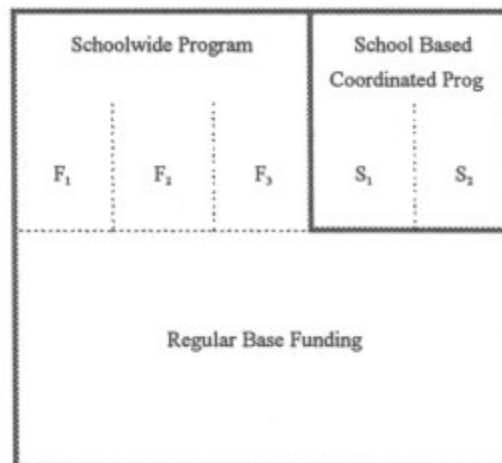 Schoolwide Program
School Based
Coordinated Prog
F₁ F₂ F₃ S₁ S₂
Regular Base Funding